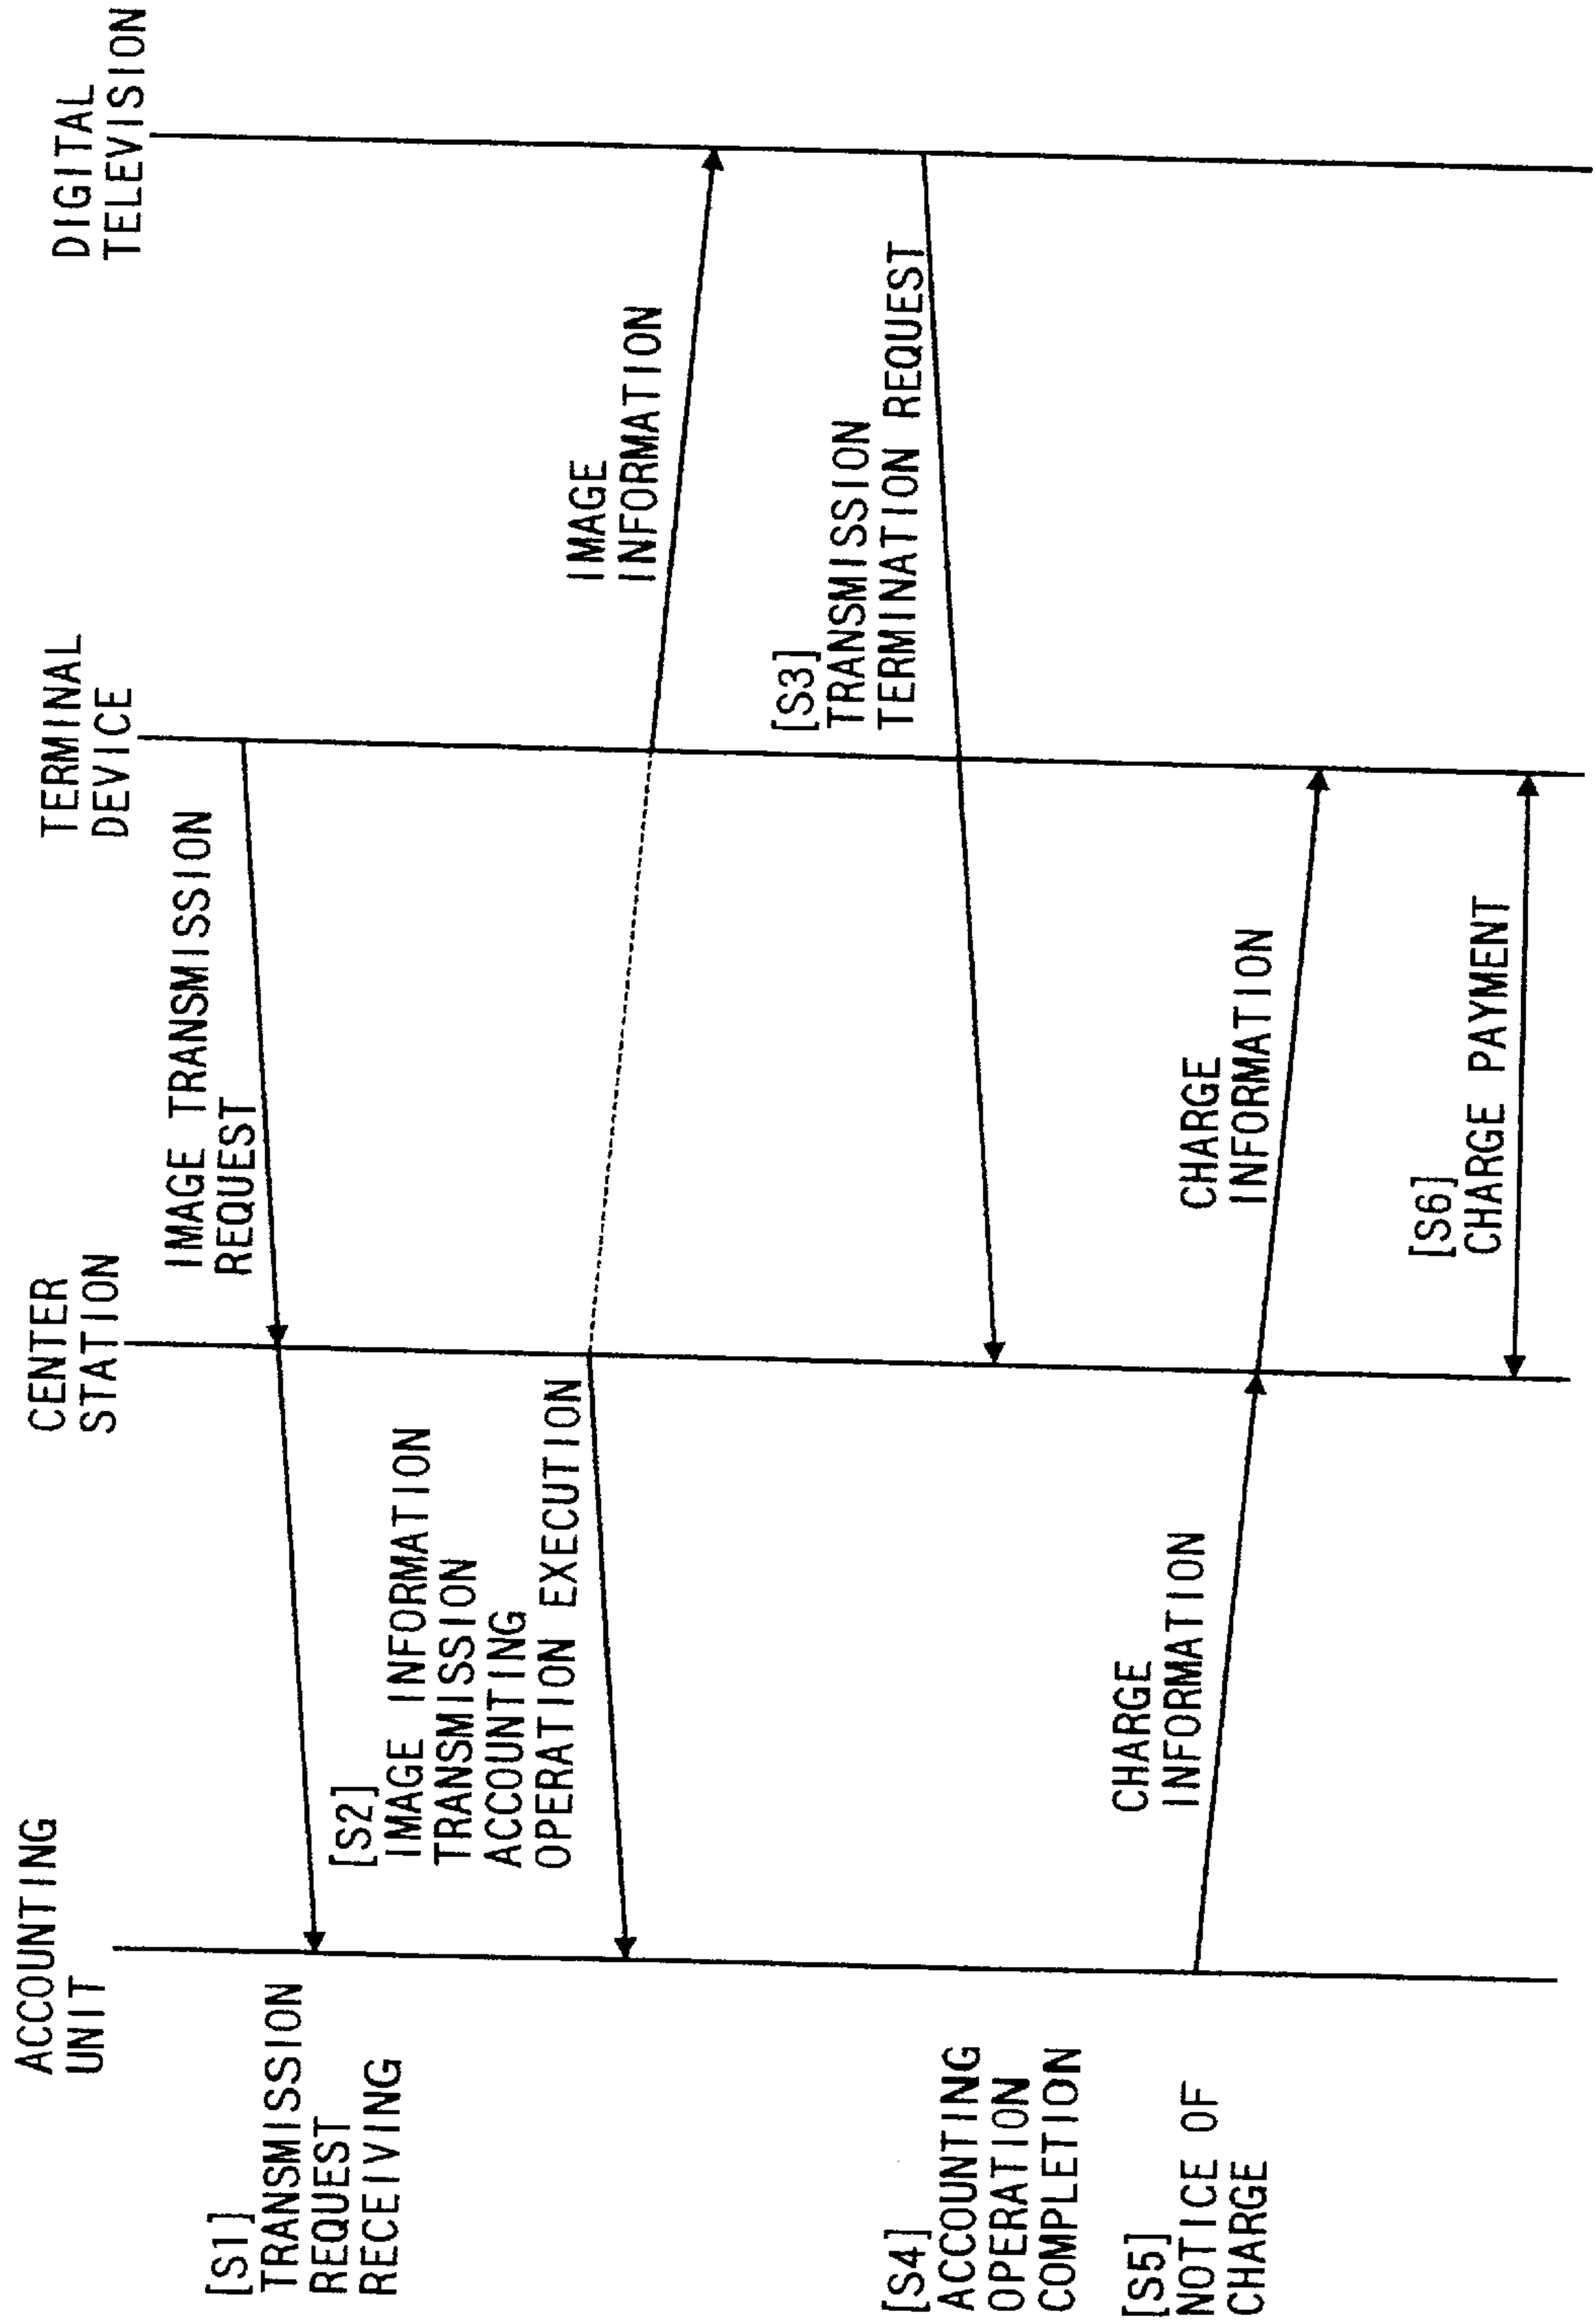 ACCOUNTING
UNIT
CENTER
STATION
TERMINAL
DEVICE
DIGITAL
TELEVISION
[S1]
TRANSMISSION
REQUEST
RECEIVING
IMAGE TRANSMISSION
REQUEST
[S2]
IMAGE INFORMATION
TRANSMISSION
ACCOUNTING
OPERATION EXECUTION
IMAGE
INFORMATION
[S3]
TRANSMISSION
TERMINATION REQUEST
[S4]
ACCOUNTING
OPERATION
COMPLETION
[S5]
NOTICE OF
CHARGE
CHARGE
INFORMATION
CHARGE
INFORMATION
[S6]
CHARGE PAYMENT